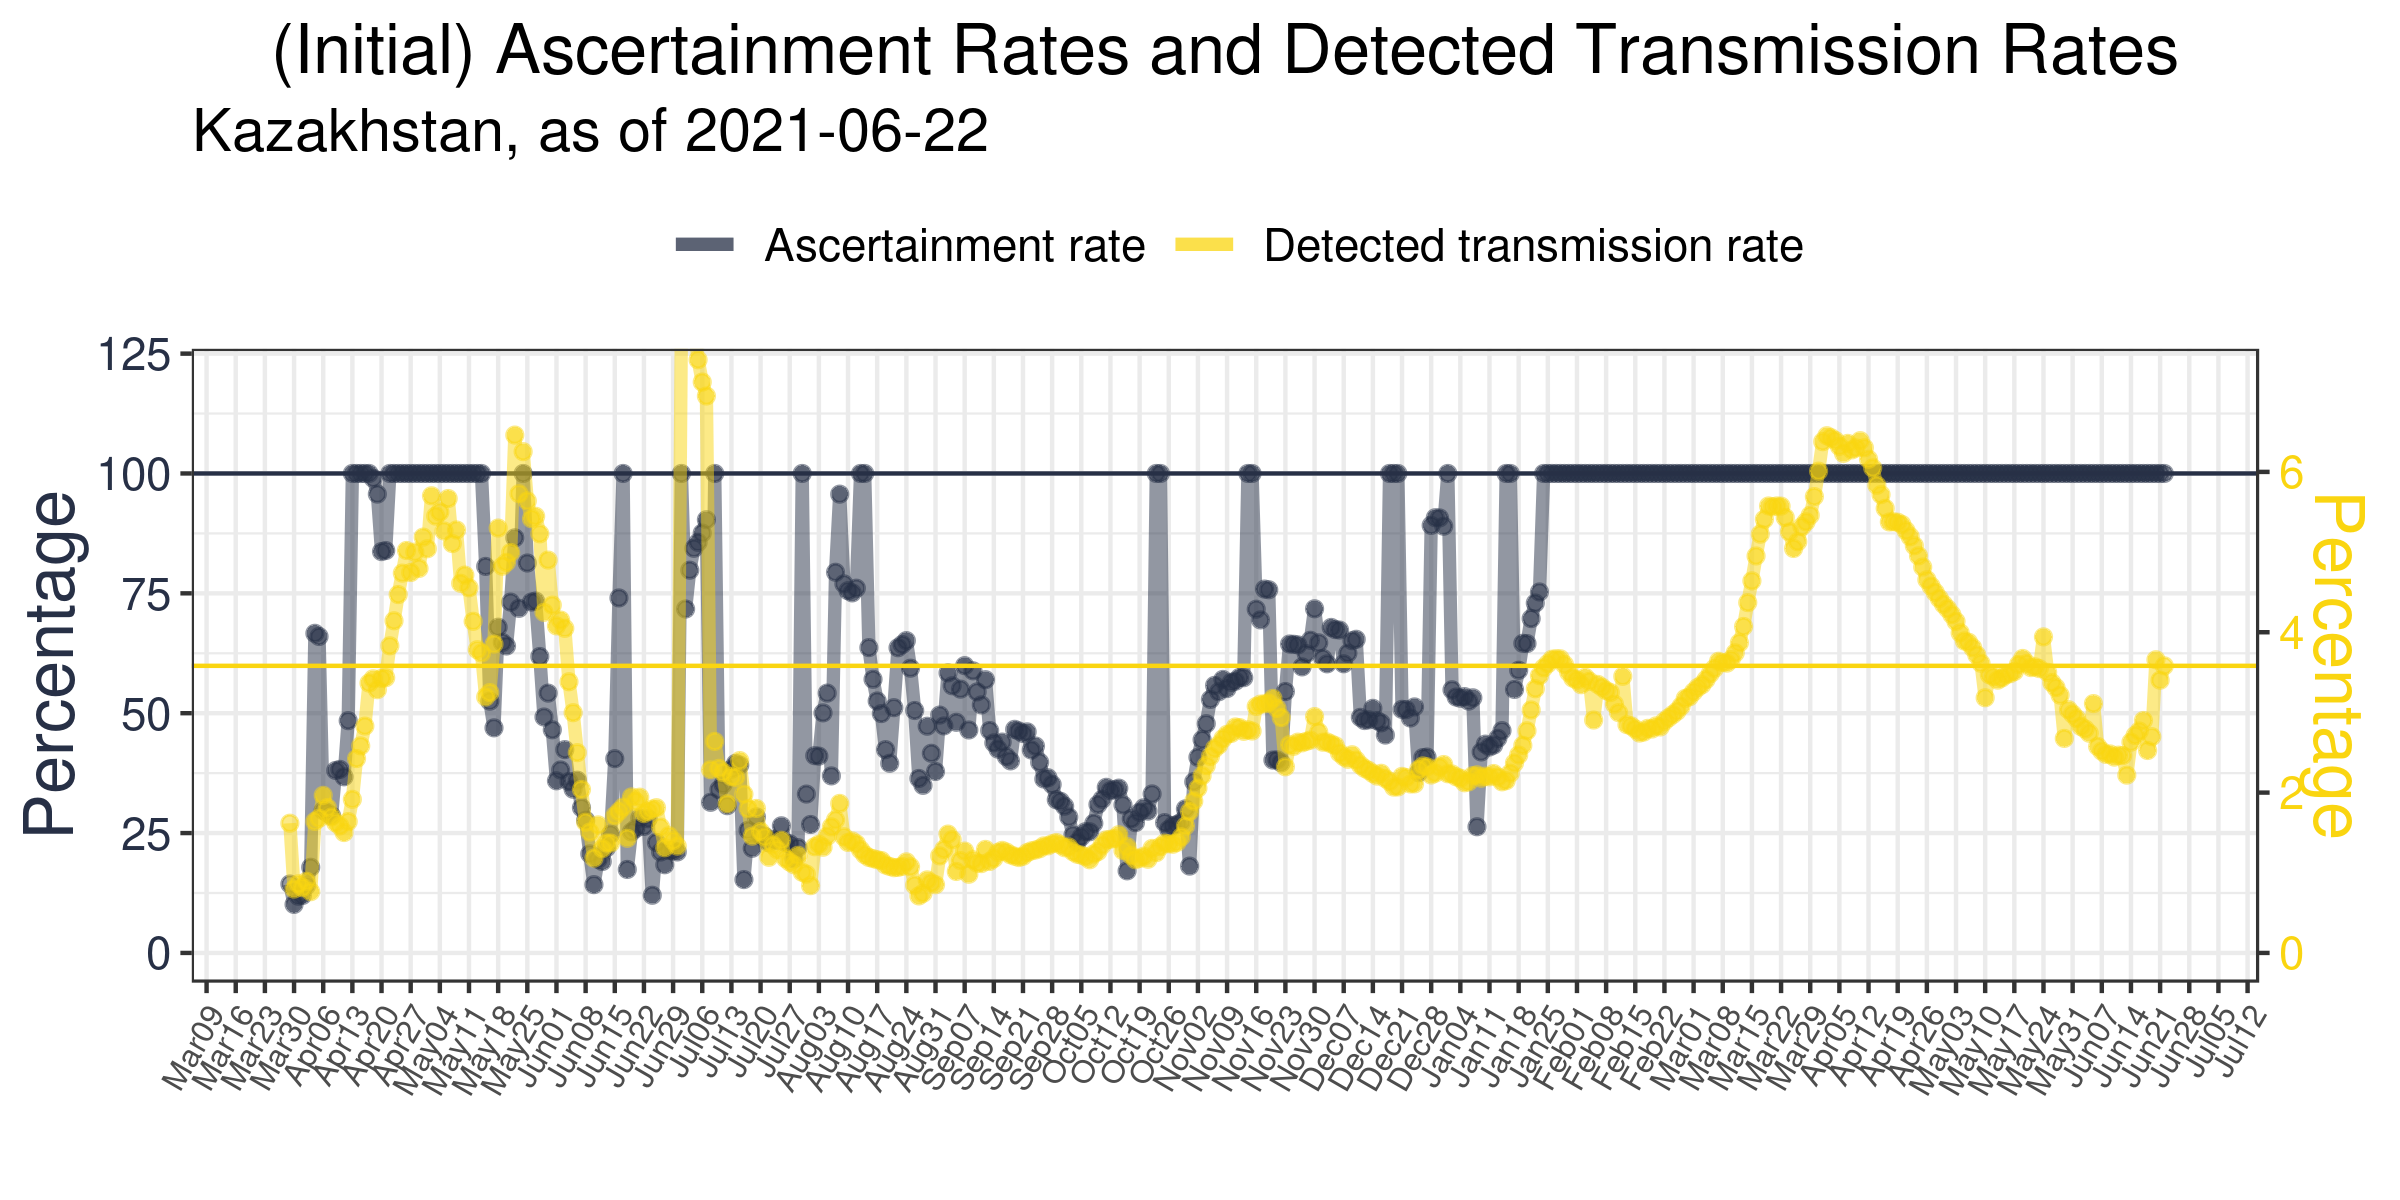 (Initial) Ascertainment Rates and Detected Transmission Rates
Kazakhstan, as of 2021-06-22
Ascertainment rate
Detected transmission rate
Percentage
125
100
75
50
25
0
6
4
2
0
Percentage
Mar09
Mar16
Mar23
Mar30
Apr06
Apr13
Apr20
Apr27
May04
May11
May18
May25
Jun01
Jun08
Jun15
Jun22
Jun29
Jul06
Jul13
Jul20
Jul27
Aug03
Aug10
Aug17
Aug24
Aug31
Sep07
Sep14
Sep21
Sep28
Oct05
Oct12
Oct19
Oct26
Nov02
Nov09
Nov16
Nov23
Nov30
Dec07
Dec14
Dec21
Dec28
Jan04
Jan11
Jan18
Jan25
Feb01
Feb08
Feb15
Feb22
Mar01
Mar08
Mar15
Mar22
Mar29
Apr05
Apr12
Apr19
Apr26
May03
May10
May17
May24
May31
Jun07
Jun14
Jun21
Jun28
Jul05
Jul12